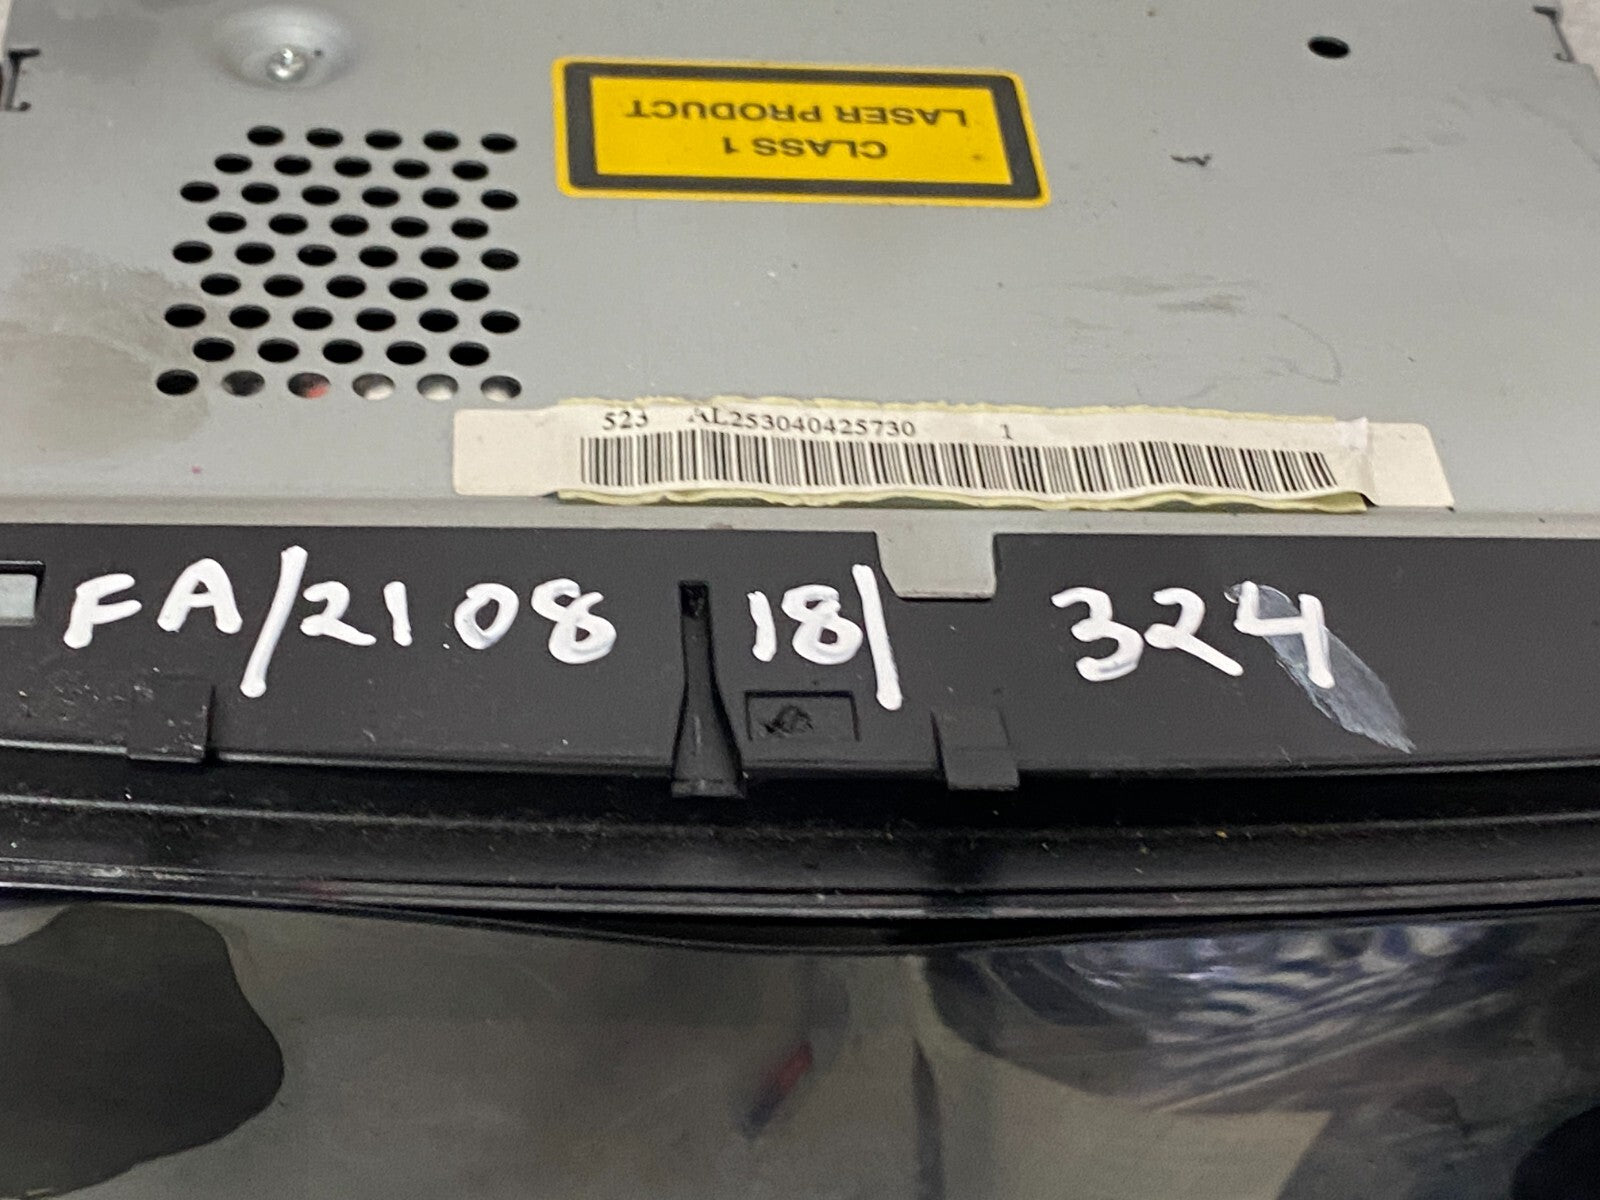 CLASS 1
LASER PRODUCT
523 AL253040425730 1
FA/2108 18/ 324